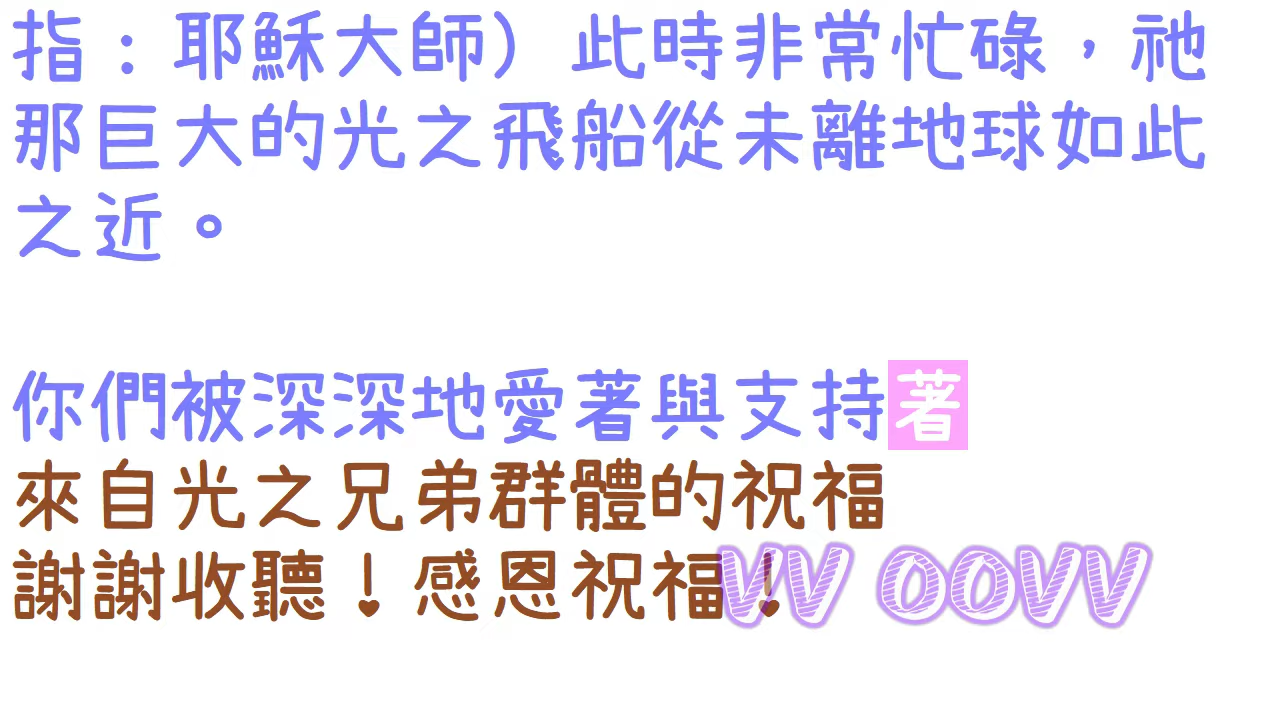 指：耶穌大師）此時非常忙碌，祂
那巨大的光之飛船從未離地球如此
之近。
你們被深深地愛著與支持著
來自光之兄弟群體的祝福
謝謝收聽！感恩祝福！
VV OOVV